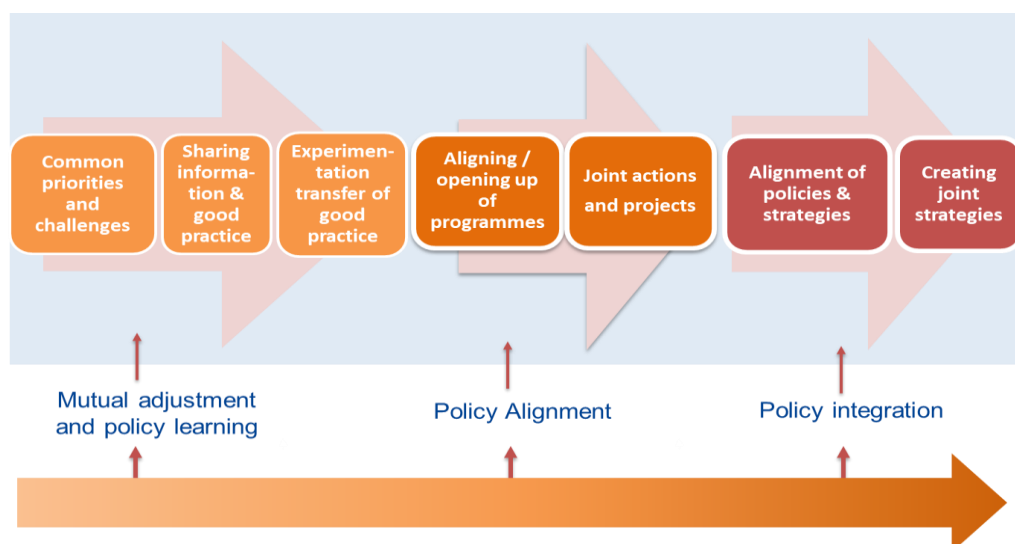 Common
priorities
and
challenges
Sharing
informa-
tion &
good
practice
Experimen-
tation
transfer of
good
practice
Aligning /
opening up
of
programmes
Joint actions
and projects
Alignment of
policies &
strategies
Creating
joint
strategies
Mutual adjustment
and policy learning
Policy Alignment
Policy integration